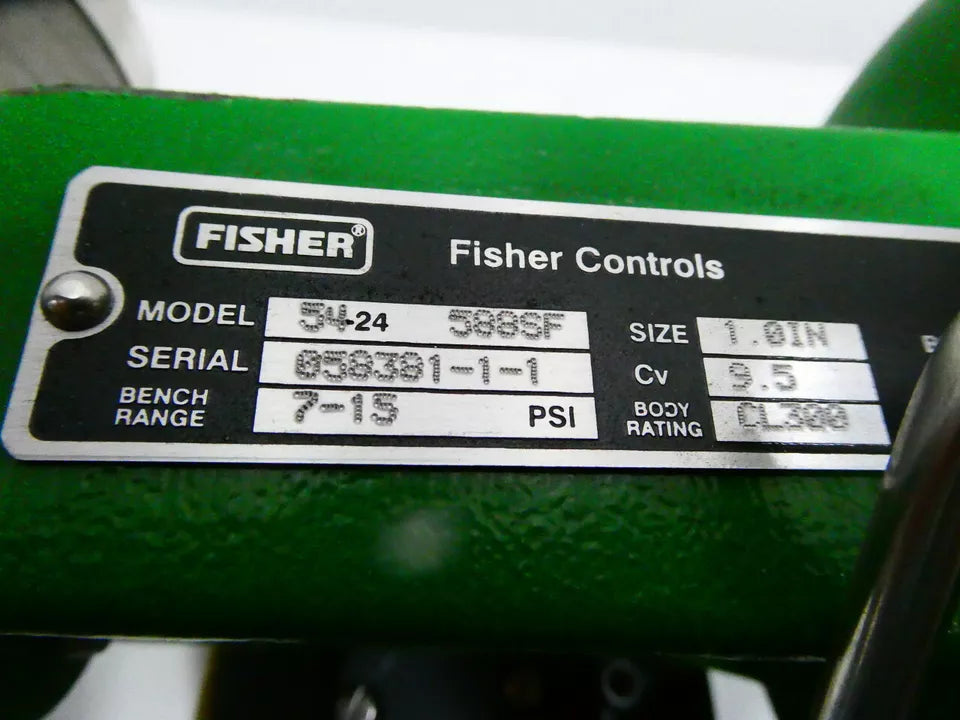 FISHER®
Fisher Controls
MODEL 54-24 588SF
SERIAL 058381-1-1
BENCH RANGE 7-15 PSI
SIZE 1.0IN
Cv 9.5
BODY RATING CL300